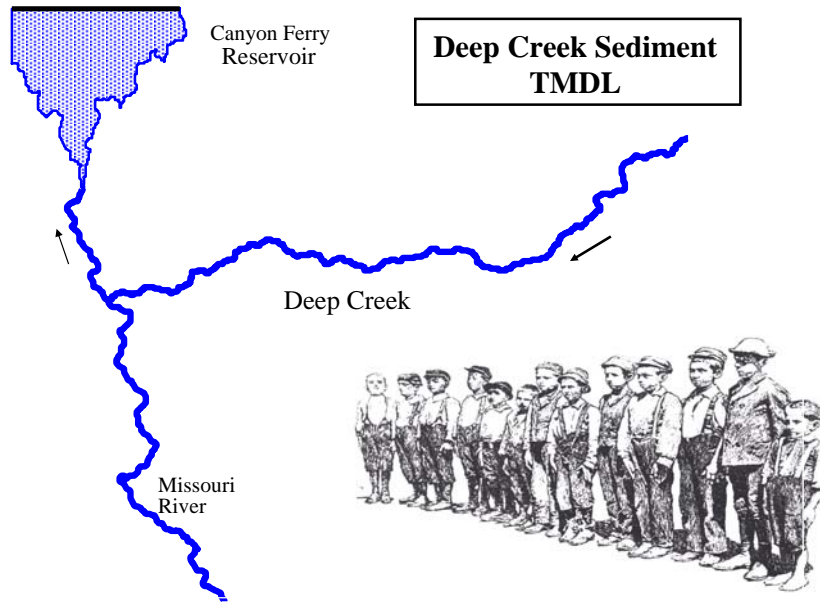 Canyon Ferry
Reservoir
Deep Creek Sediment
TMDL
Deep Creek
Missouri
River